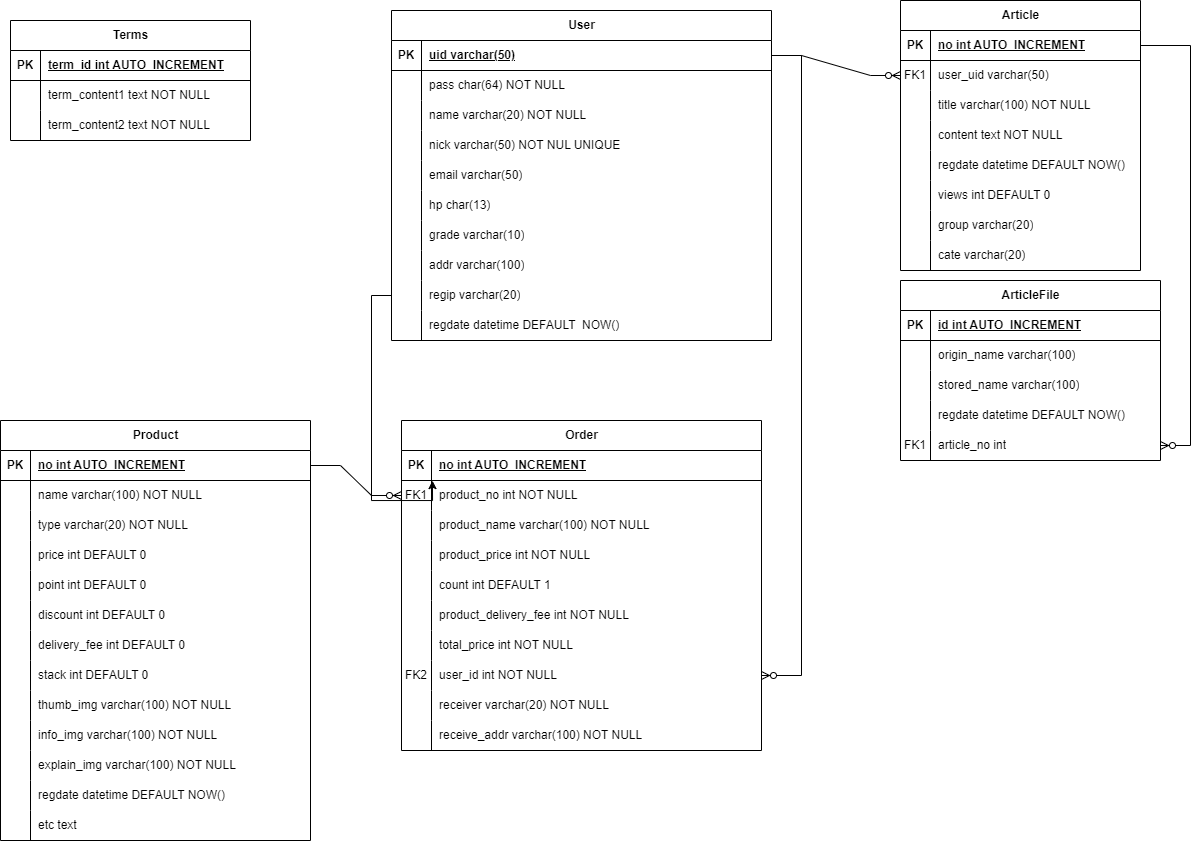 Terms
PK term_id int AUTO_INCREMENT
term_content1 text NOT NULL
term_content2 text NOT NULL
User
PK uid varchar(50)
pass char(64) NOT NULL
name varchar(20) NOT NULL
nick varchar(50) NOT NUL UNIQUE
email varchar(50)
hp char(13)
grade varchar(10)
addr varchar(100)
regip varchar(20)
regdate datetime DEFAULT NOW()
Article
PK no int AUTO_INCREMENT
FK1 user_uid varchar(50)
title varchar(100) NOT NULL
content text NOT NULL
regdate datetime DEFAULT NOW()
views int DEFAULT 0
group varchar(20)
cate varchar(20)
ArticleFile
PK id int AUTO_INCREMENT
origin_name varchar(100)
stored_name varchar(100)
regdate datetime DEFAULT NOW()
FK1 article_no int
Product
PK no int AUTO_INCREMENT
name varchar(100) NOT NULL
type varchar(20) NOT NULL
price int DEFAULT 0
point int DEFAULT 0
discount int DEFAULT 0
delivery_fee int DEFAULT 0
stack int DEFAULT 0
thumb_img varchar(100) NOT NULL
info_img varchar(100) NOT NULL
explain_img varchar(100) NOT NULL
regdate datetime DEFAULT NOW()
etc text
Order
PK no int AUTO_INCREMENT
FK1 product_no int NOT NULL
product_name varchar(100) NOT NULL
product_price int NOT NULL
count int DEFAULT 1
product_delivery_fee int NOT NULL
total_price int NOT NULL
FK2 user_id int NOT NULL
receiver varchar(20) NOT NULL
receive_addr varchar(100) NOT NULL